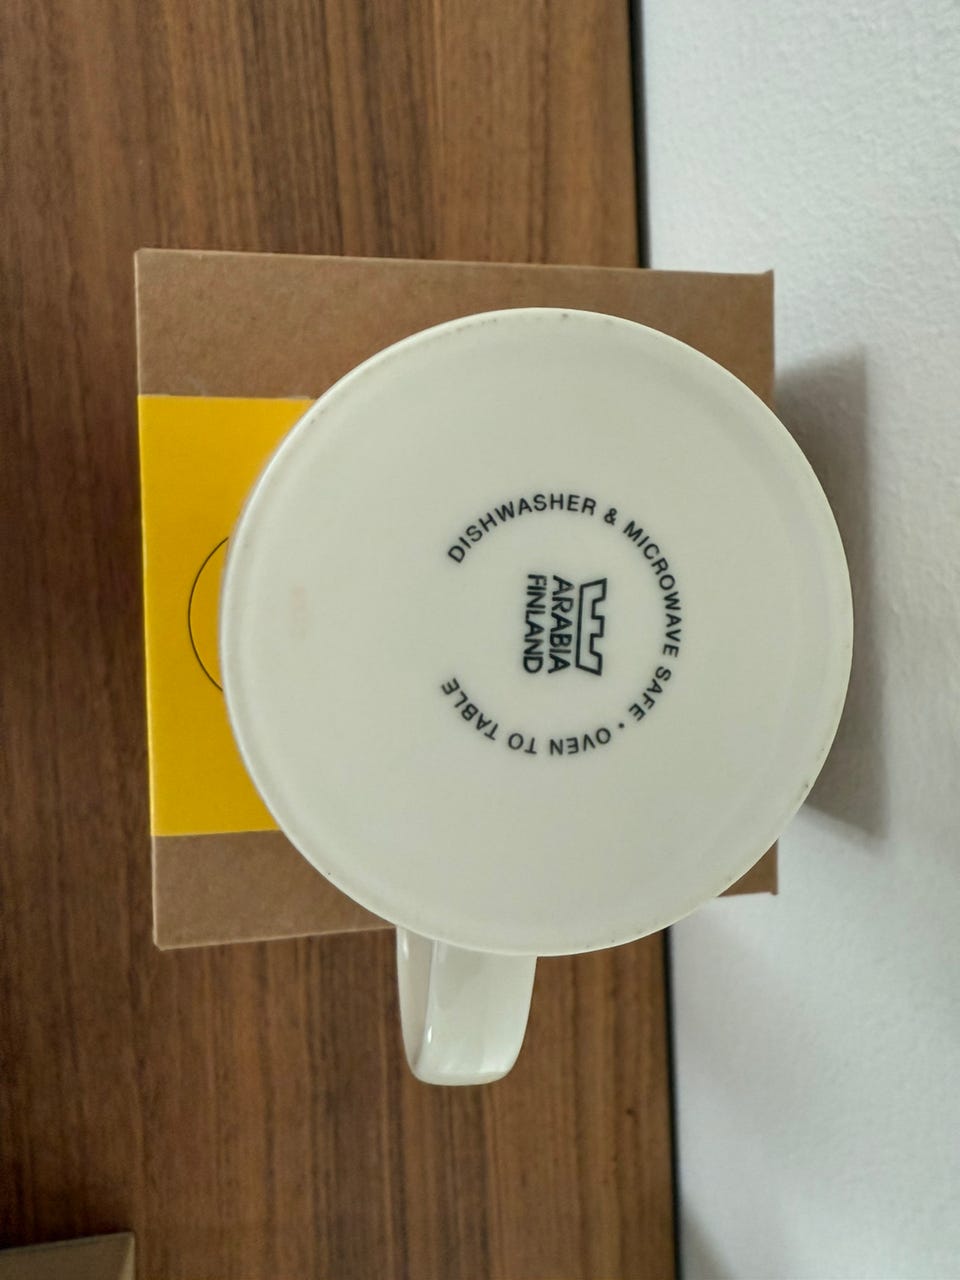 DISHWASHER & MICROWAVE SAFE • OVEN TO TABLE
ARABIA
FINLAND